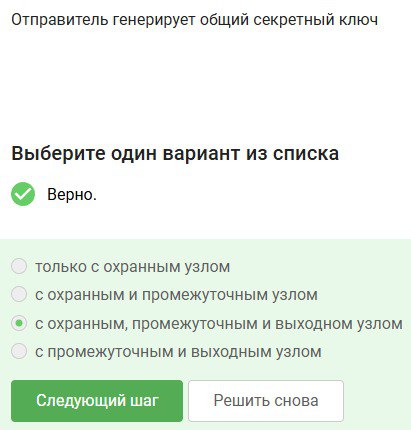 Отправитель генерирует общий секретный ключ
Выберите один вариант из списка
Верно.
только с охранным узлом
с охранным и промежуточным узлом
с охранным, промежуточным и выходном узлом
с промежуточным и выходным узлом
Следующий шаг
Решить снова